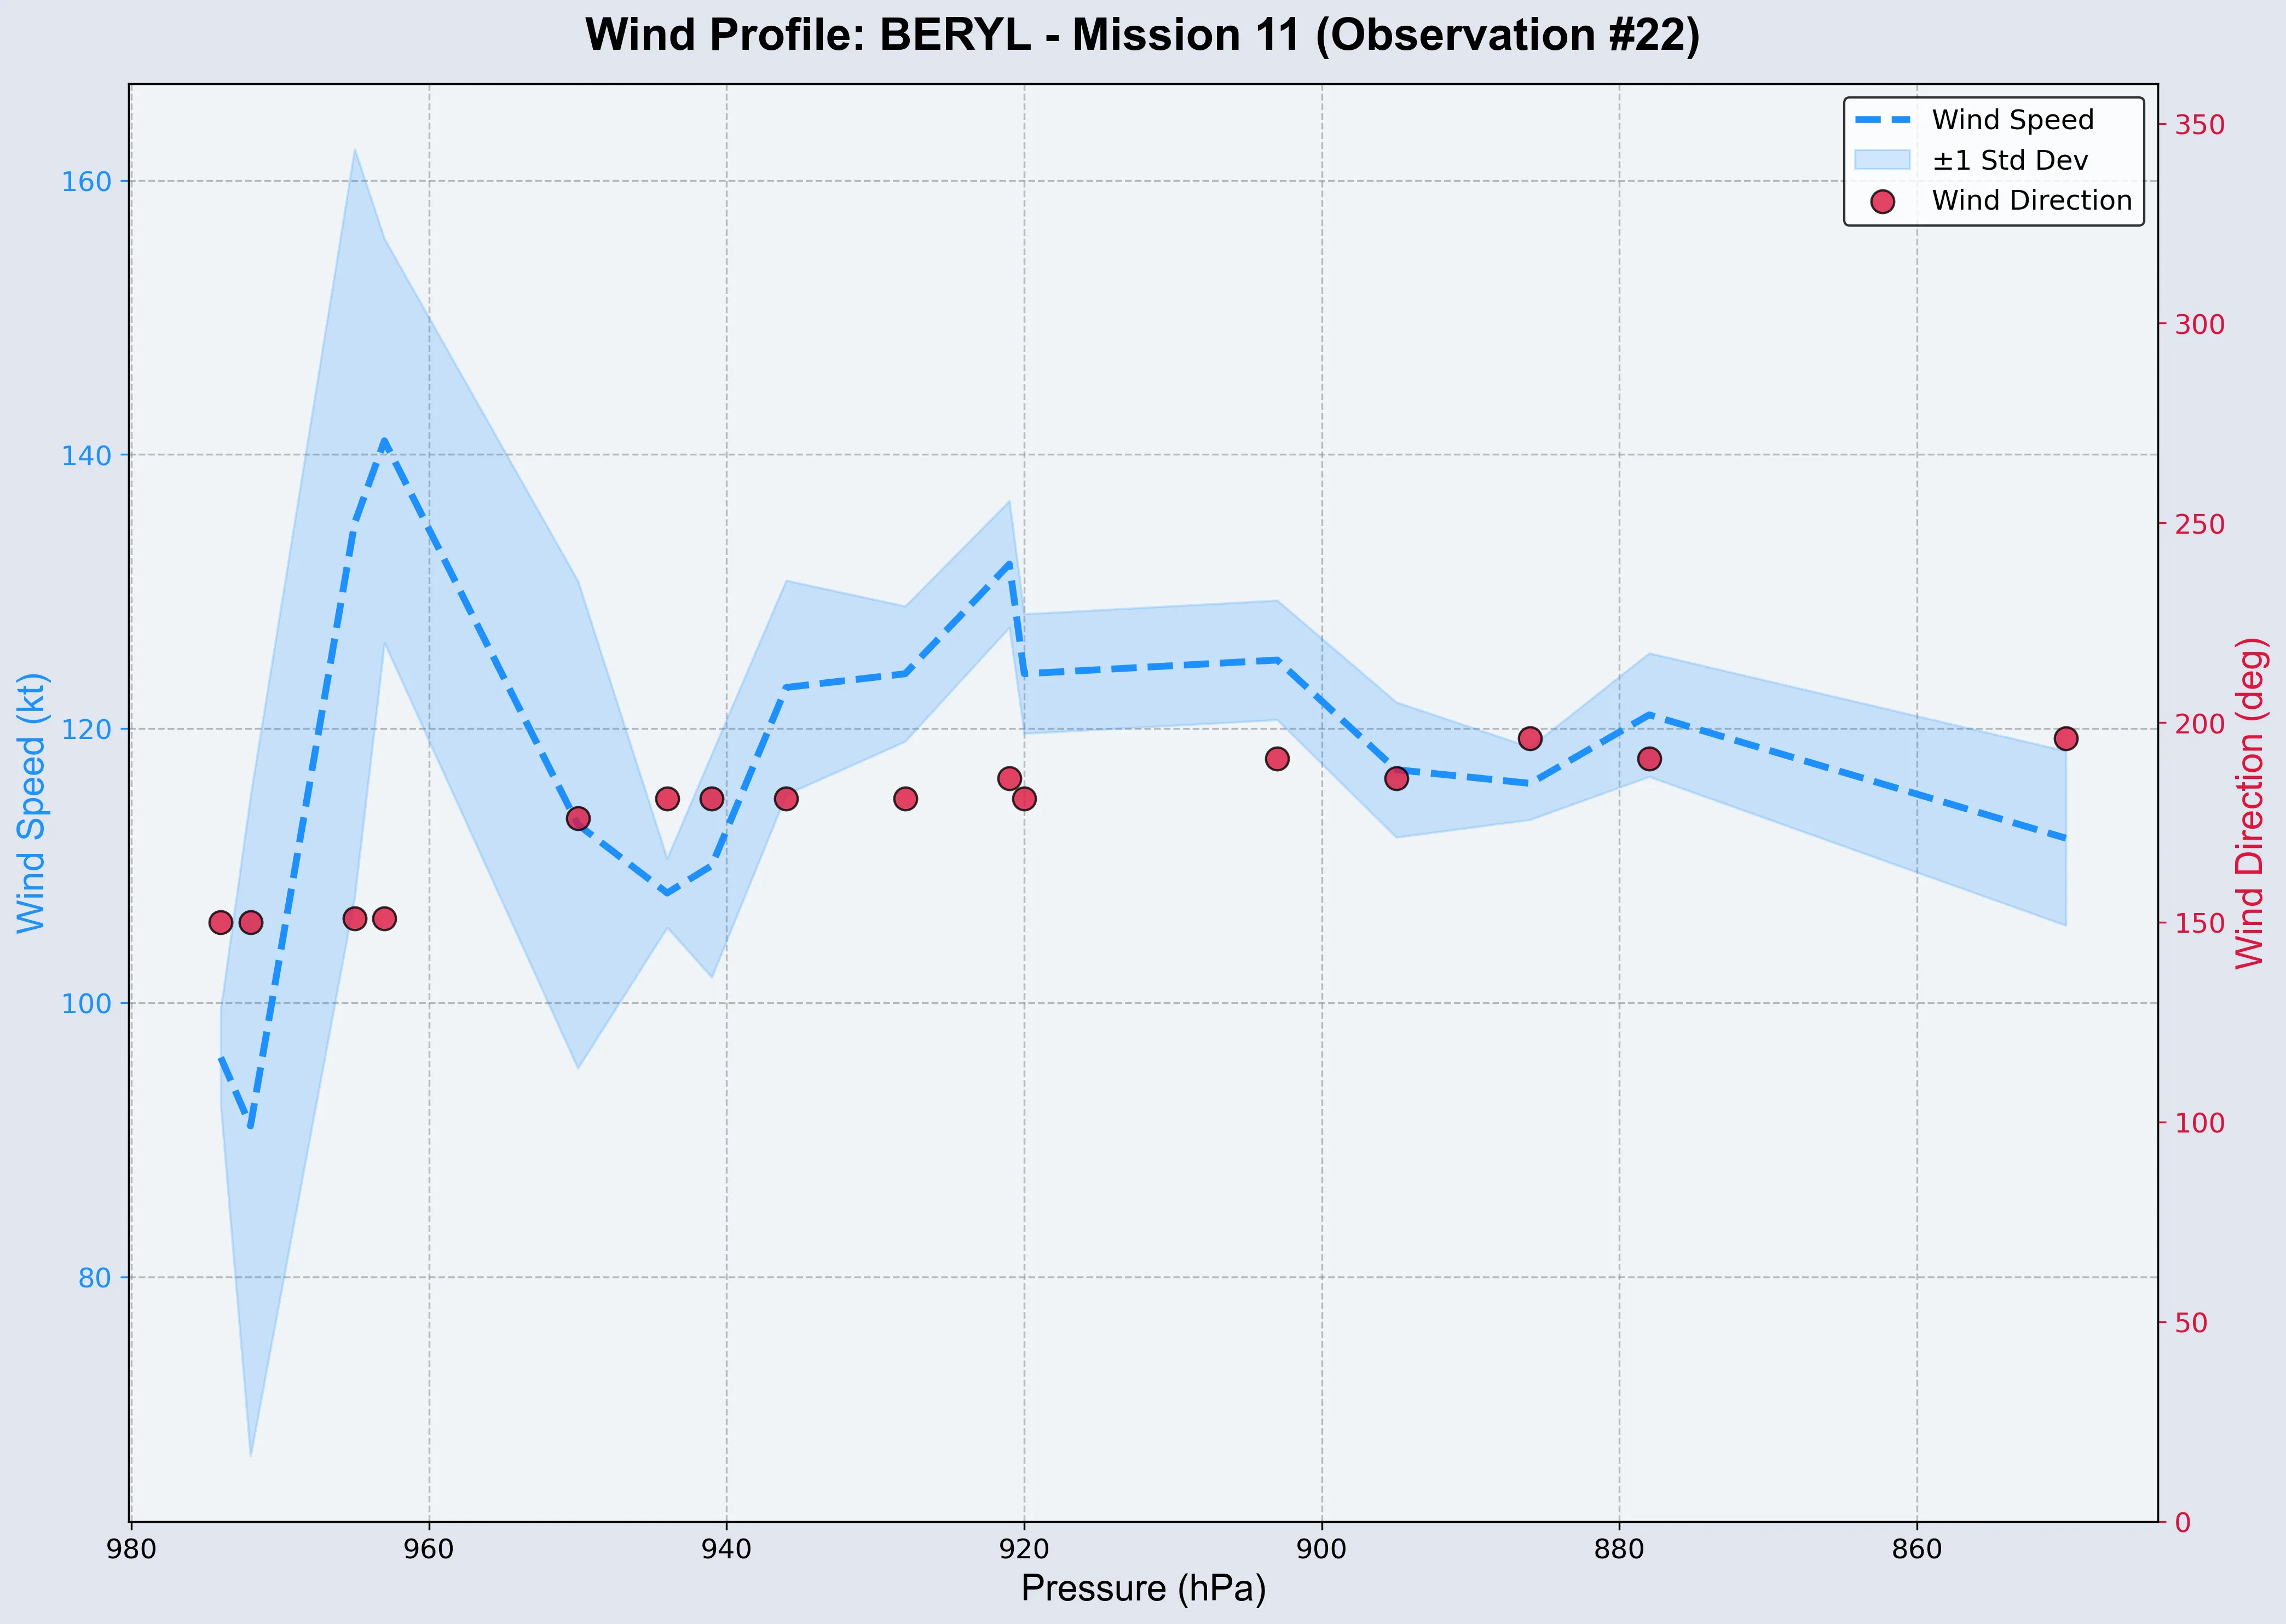 Wind Profile: BERYL - Mission 11 (Observation #22)
Wind Speed
±1 Std Dev
Wind Direction
160
140
120
100
80
Wind Speed (kt)
350
300
250
200
150
100
50
0
Wind Direction (deg)
980 960 940 920 900 880 860
Pressure (hPa)